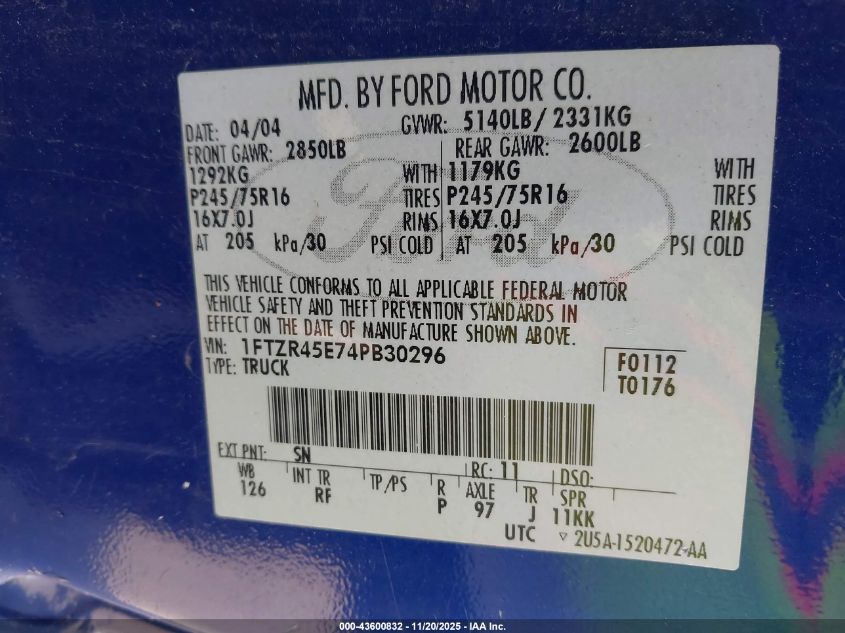 MFD. BY FORD MOTOR CO.
DATE: 04/04 GVWR: 5140LB/ 2331KG
FRONT GAWR: 2850LB REAR GAWR: 2600LB
1292KG WITH 1179KG WITH
P245/75R16 TIRES P245/75R16 TIRES
16X7.0J RIMS 16X7.0J RIMS
AT 205 kPa/30 PSI COLD AT 205 kPa/30 PSI COLD
THIS VEHICLE CONFORMS TO ALL APPLICABLE FEDERAL MOTOR
VEHICLE SAFETY AND THEFT PREVENTION STANDARDS IN
EFFECT ON THE DATE OF MANUFACTURE SHOWN ABOVE.
VIN: 1FTZR45E74PB30296 F0112
TYPE: TRUCK T0176
EXT PNT: SN RC: 11 DSO:
WB INT TR TP/PS R AXLE TR SPR
126 RF P 97 J 11KK
UTC ▽ 2U5A-1520472-AA
Ford
000-43600832 - 11/20/2025 - IAA Inc.